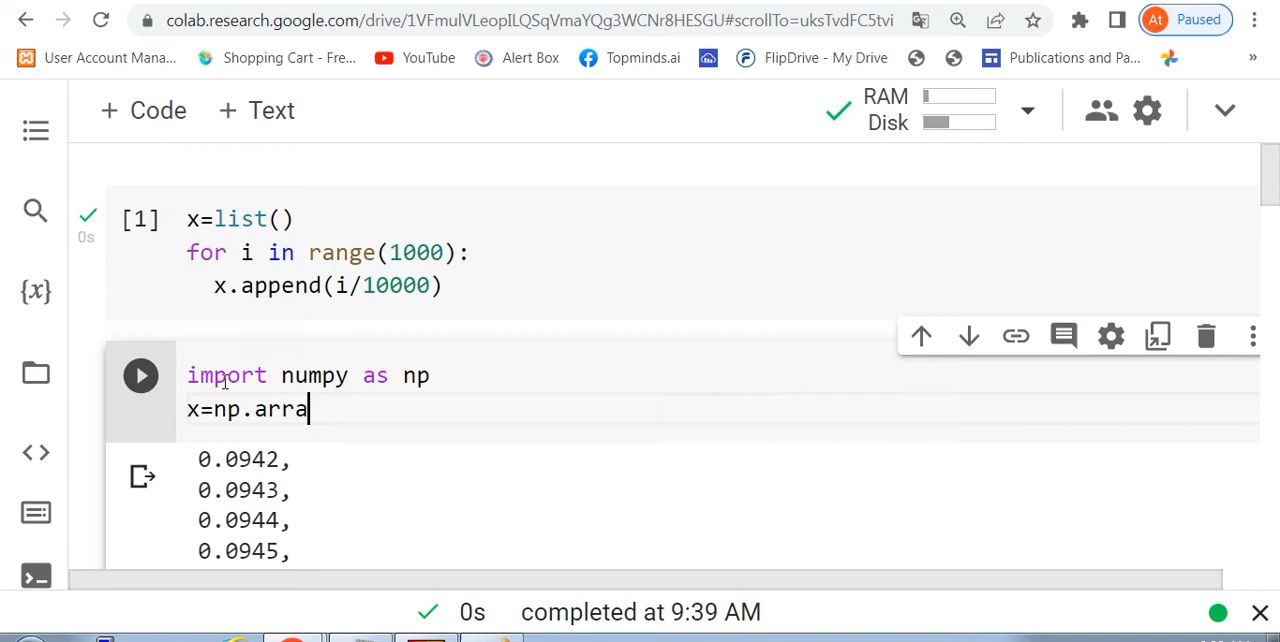 colab.research.google.com/drive/1VFmulVLeopILQSqVmaYQg3WCNr8HESGU#scrollTo=uksTvdFC5tvi
At Paused
User Account Mana... Shopping Cart - Fre... YouTube Alert Box Topminds.ai FlipDrive - My Drive Publications and Pa... »
+ Code + Text
RAM
Disk
[1] x=list()
0s
for i in range(1000):
x.append(i/10000)
{x}
import numpy as np
x=np.arra
0.0942,
0.0943,
0.0944,
0.0945,
0s completed at 9:39 AM